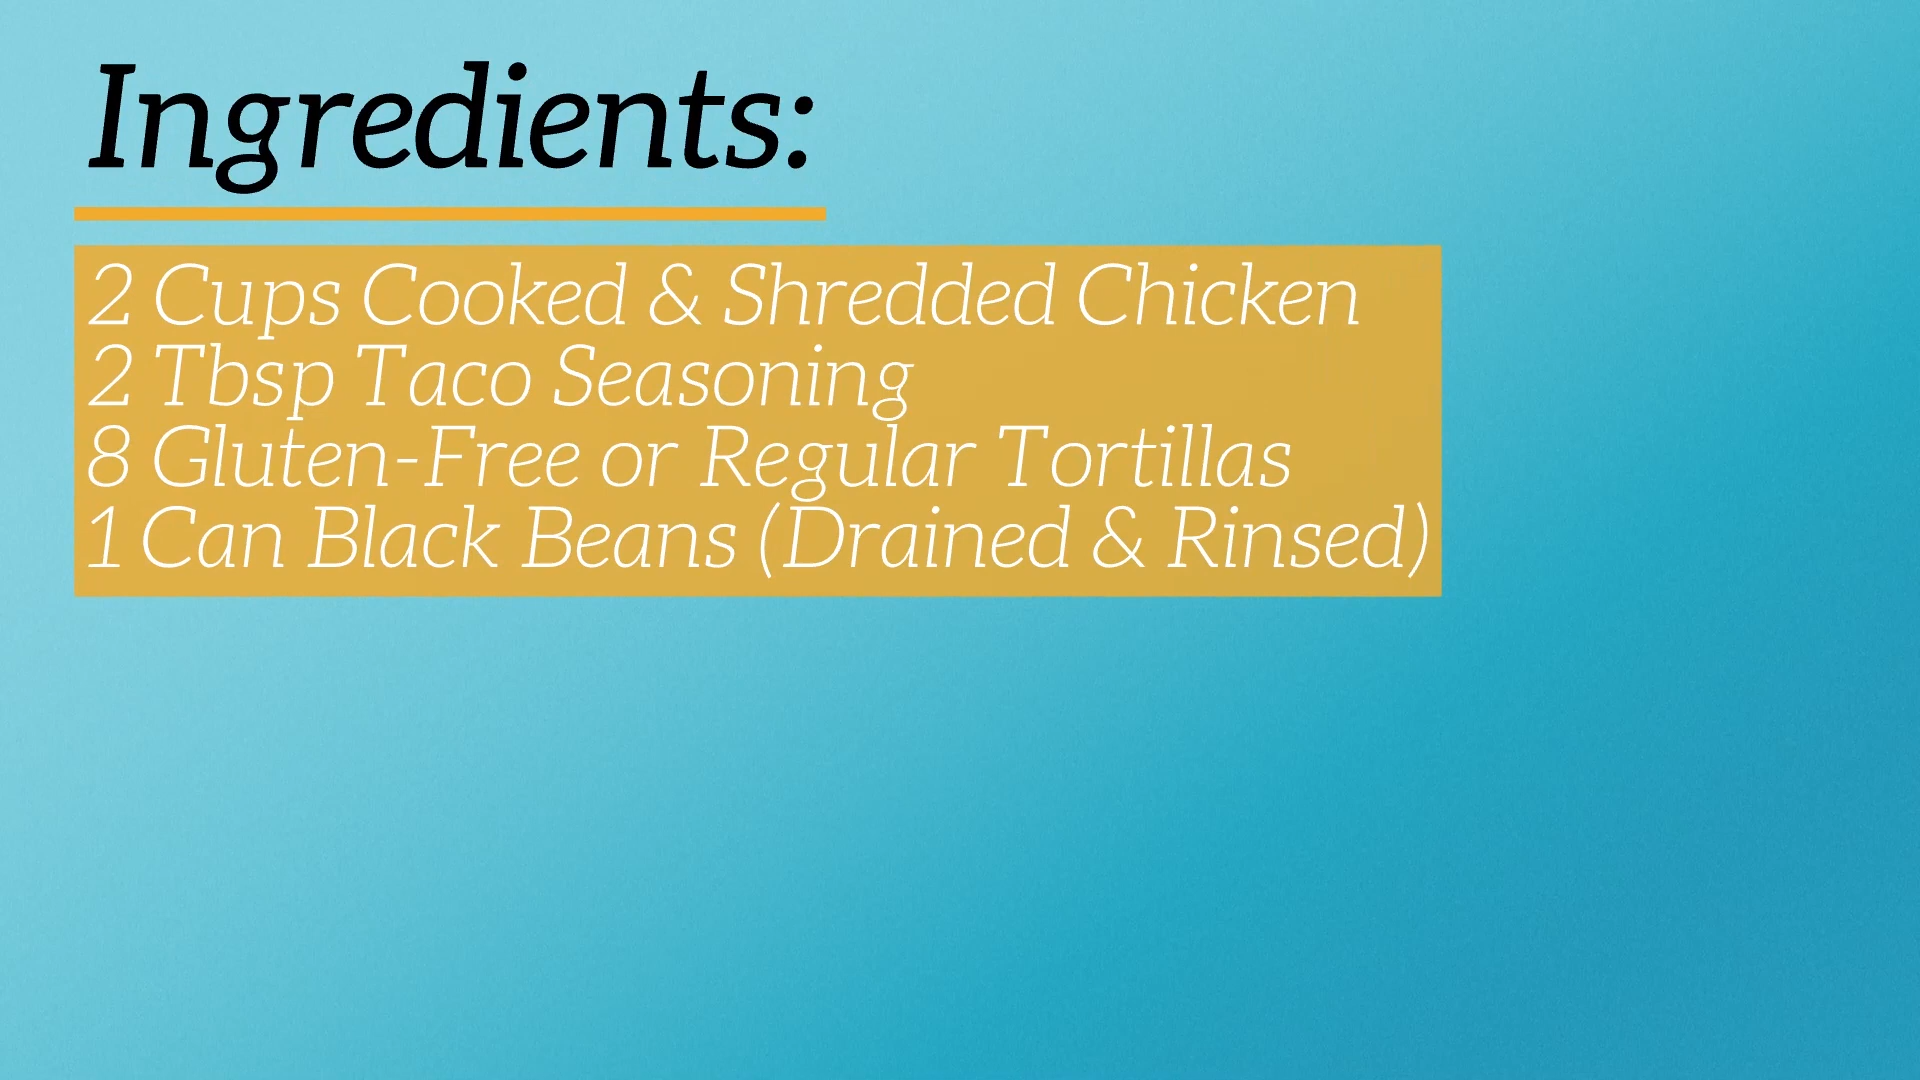 Ingredients:
2 Cups Cooked & Shredded Chicken
2 Tbsp Taco Seasoning
8 Gluten-Free or Regular Tortillas
1 Can Black Beans (Drained & Rinsed)